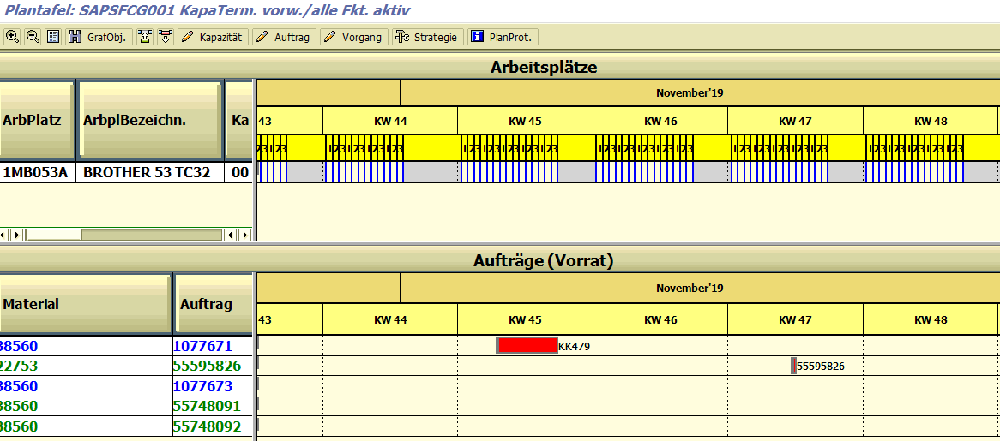 Plantafel: SAPSFCG001 KapaTerm. vorw./alle Fkt. aktiv
GrafObj. Kapazität Auftrag Vorgang Strategie PlanProt.
Arbeitsplätze
November'19
ArbPlatz ArbplBezeichn. Ka 43 KW 44 KW 45 KW 46 KW 47 KW 48
231231231 123123123123 123123123123123 123123123123123 123123123123123 123123123123123
1MB053A BROTHER 53 TC32 00
Aufträge (Vorrat)
November'19
Material Auftrag 43 KW 44 KW 45 KW 46 KW 47 KW 48
38560 1077671 KK479
22753 55595826 55595826
38560 1077673
38560 55748091
38560 55748092